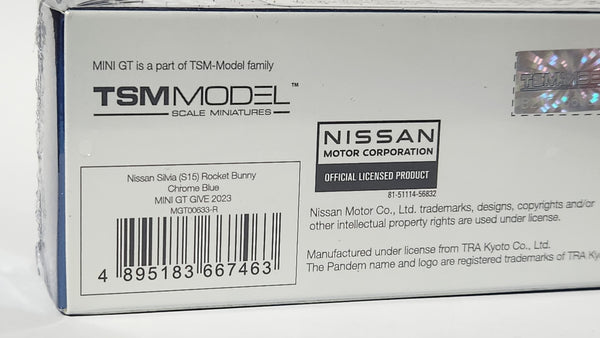 MINI GT is a part of TSM-Model family
TSMMODEL™
SCALE MINIATURES
NISSAN
MOTOR CORPORATION
OFFICIAL LICENSED PRODUCT
81-51114-56832
Nissan Silvia (S15) Rocket Bunny
Chrome Blue
MINI GT GIVE 2023
MGT00633-R
4 895183 667463
Nissan Motor Co., Ltd. trademarks, designs, copyrights and/or
other intellectual property rights are used under license.
Manufactured under license from TRA Kyoto Co., Ltd.
The Pandem name and logo are registered trademarks of TRA